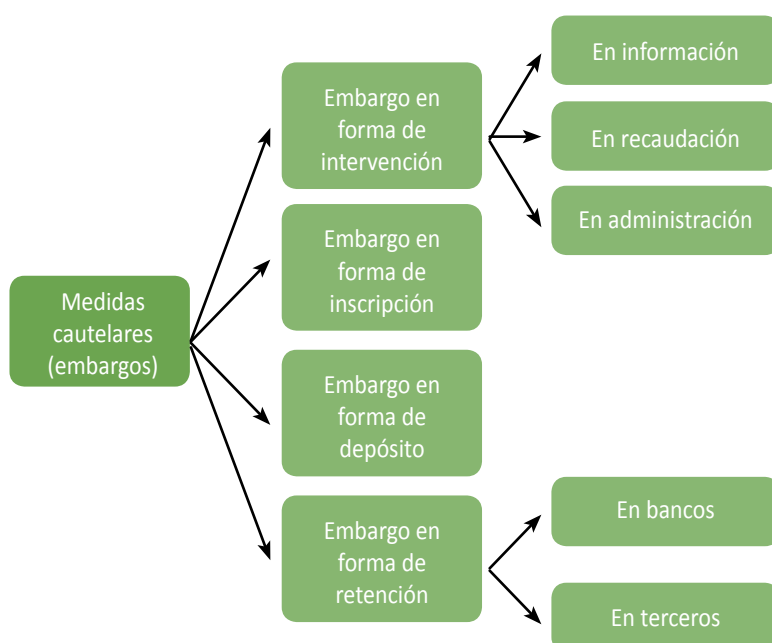 Medidas
cautelares
(embargos)
Embargo en
forma de
intervención
En información
En recaudación
En administración
Embargo en
forma de
inscripción
Embargo en
forma de
depósito
Embargo en
forma de
retención
En bancos
En terceros